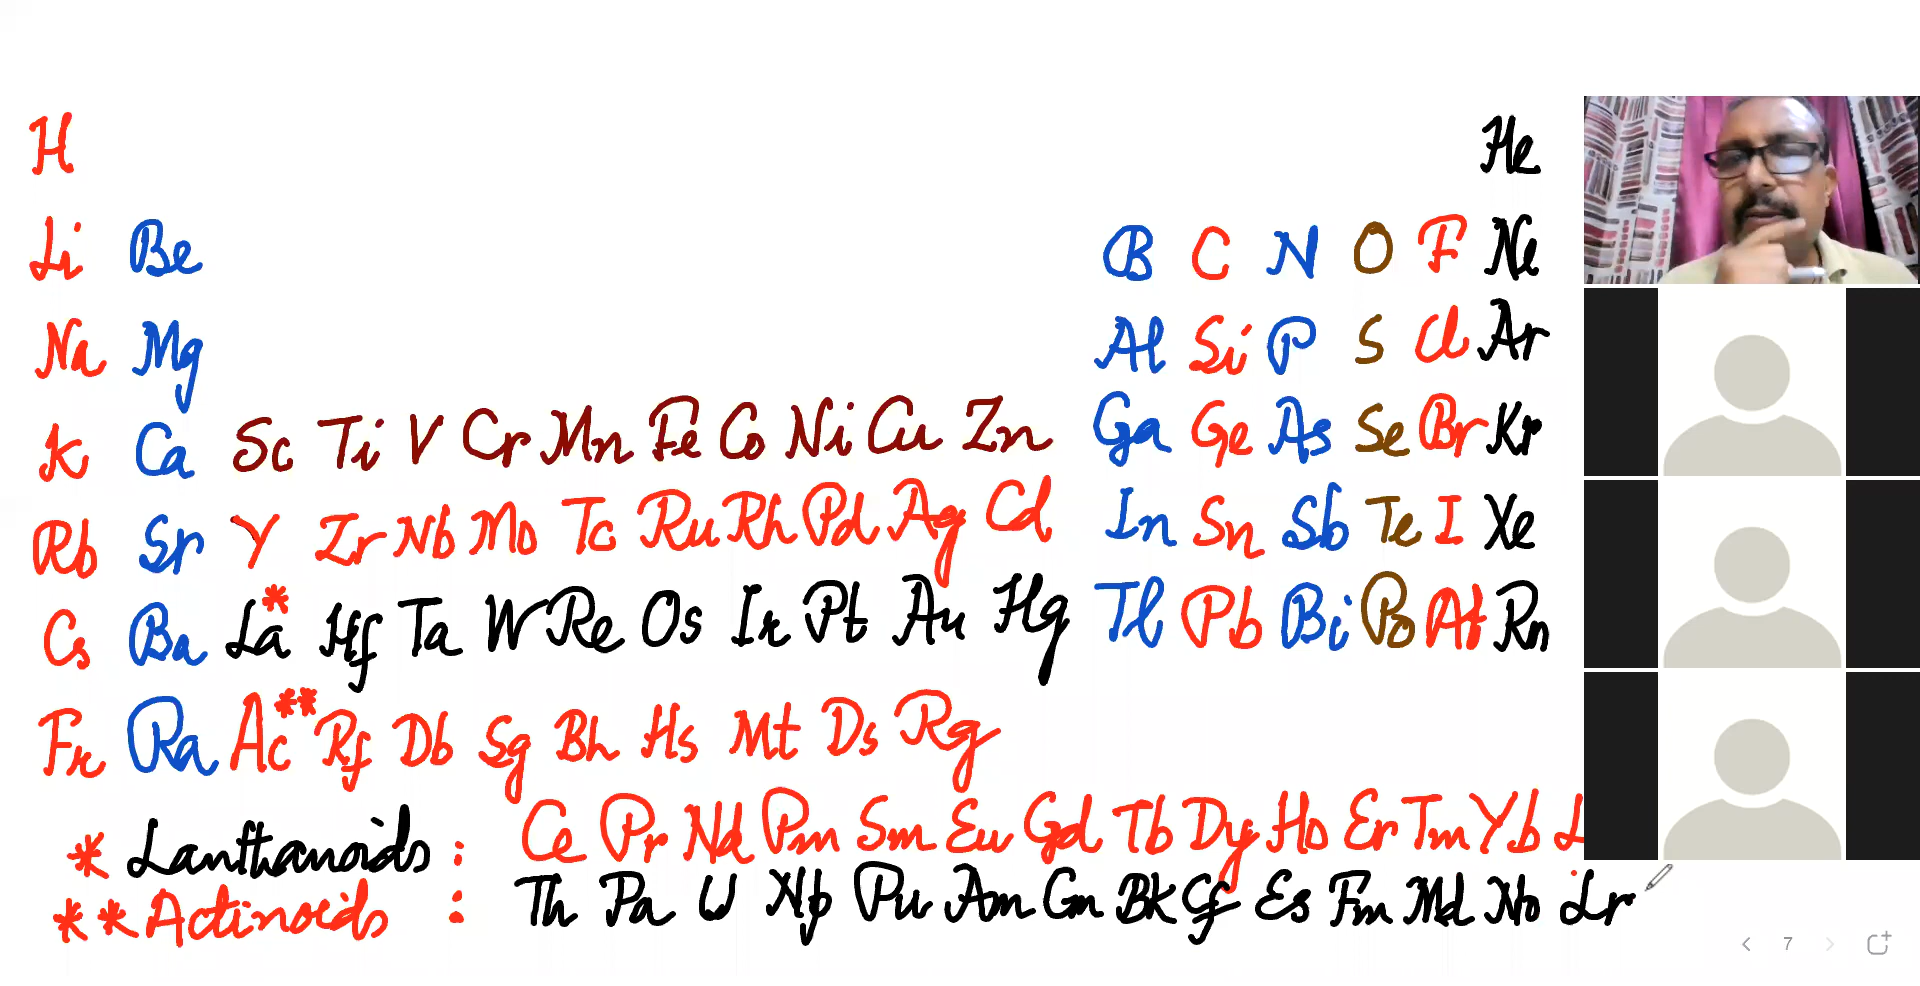 H He
Li Be B C N O F Ne
Na Mg Al Si P S Cl Ar
K Ca Sc Ti V Cr Mn Fe Co Ni Cu Zn Ga Ge As Se Br Kr
Rb Sr Y Zr Nb Mo Tc Ru Rh Pd Ag Cd In Sn Sb Te I Xe
Cs Ba La* Hf Ta W Re Os Ir Pt Au Hg Tl Pb Bi Po At Rn
Fr Ra Ac** Rf Db Sg Bh Hs Mt Ds Rg
* Lanthanoids : Ce Pr Nd Pm Sm Eu Gd Tb Dy Ho Er Tm Yb L
** Actinoids : Th Pa U Np Pu Am Cm Bk Cf Es Fm Md No Lr
7